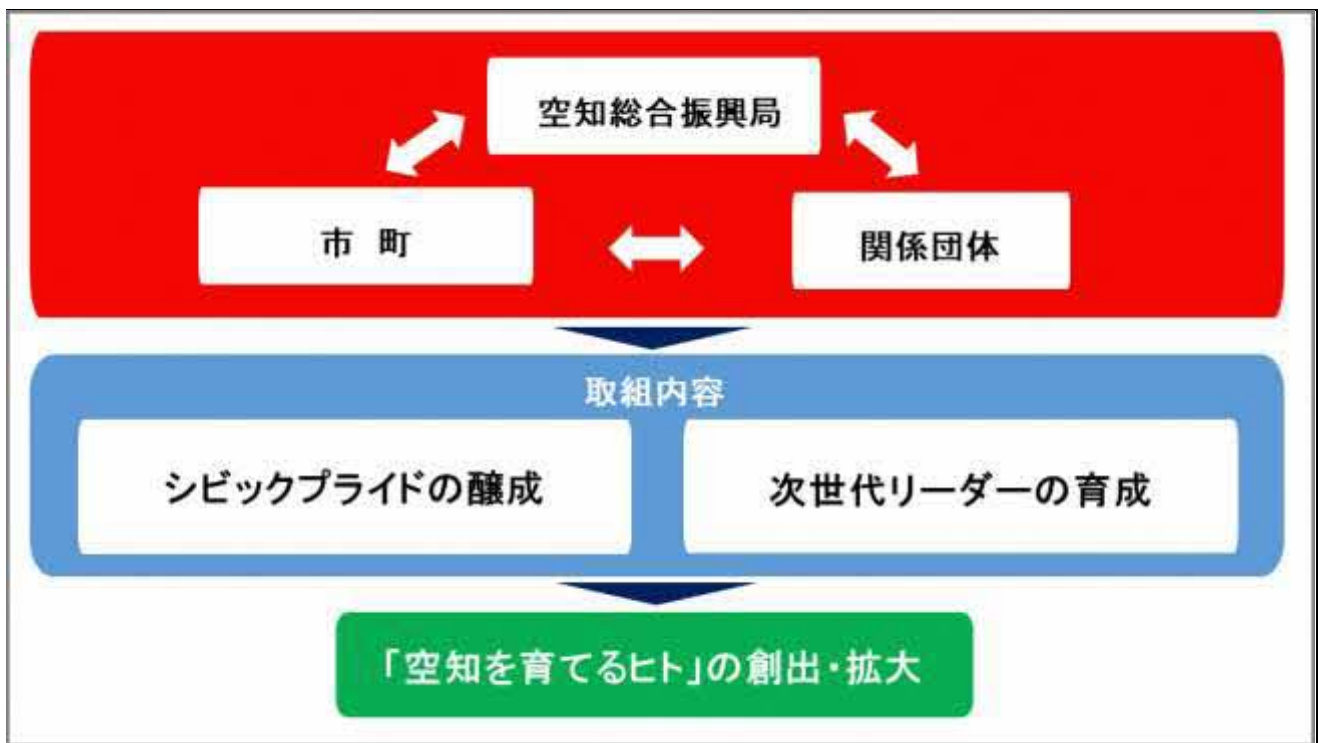 空知総合振興局
市 町
関係団体
取組内容
シビックプライドの醸成
次世代リーダーの育成
「空知を育てるヒト」の創出・拡大